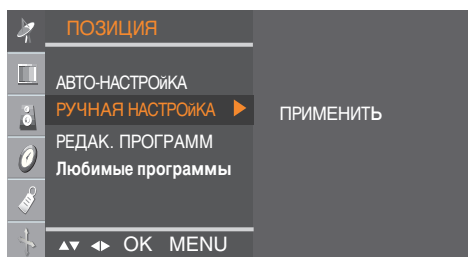 ПОЗИЦИЯ
АВТО-НАСТРОйКА
РУЧНАЯ НАСТРОйКА
ПРИМЕНИТЬ
РЕДАК. ПРОГРАММ
Любимые программы
OK MENU